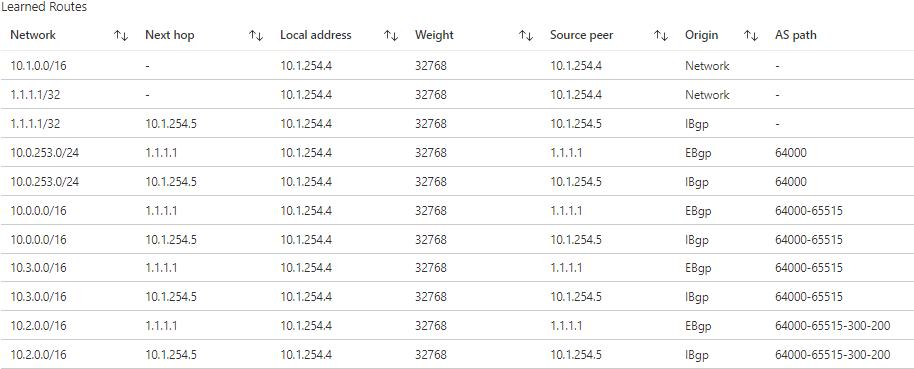 Learned Routes
Network Next hop Local address Weight Source peer Origin AS path
10.1.0.0/16 - 10.1.254.4 32768 10.1.254.4 Network -
1.1.1.1/32 - 10.1.254.4 32768 10.1.254.4 Network -
1.1.1.1/32 10.1.254.5 10.1.254.4 32768 10.1.254.5 IBgp -
10.0.253.0/24 1.1.1.1 10.1.254.4 32768 1.1.1.1 EBgp 64000
10.0.253.0/24 10.1.254.5 10.1.254.4 32768 10.1.254.5 IBgp 64000
10.0.0.0/16 1.1.1.1 10.1.254.4 32768 1.1.1.1 EBgp 64000-65515
10.0.0.0/16 10.1.254.5 10.1.254.4 32768 10.1.254.5 IBgp 64000-65515
10.3.0.0/16 1.1.1.1 10.1.254.4 32768 1.1.1.1 EBgp 64000-65515
10.3.0.0/16 10.1.254.5 10.1.254.4 32768 10.1.254.5 IBgp 64000-65515
10.2.0.0/16 1.1.1.1 10.1.254.4 32768 1.1.1.1 EBgp 64000-65515-300-200
10.2.0.0/16 10.1.254.5 10.1.254.4 32768 10.1.254.5 IBgp 64000-65515-300-200